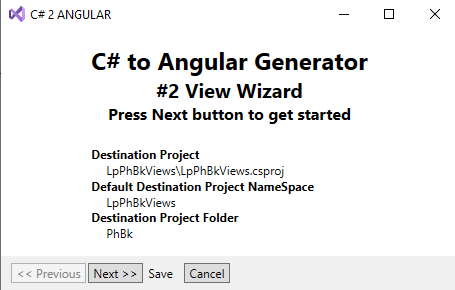 C# 2 ANGULAR
C# to Angular Generator
#2 View Wizard
Press Next button to get started
Destination Project
LpPhBkViews\LpPhBkViews.csproj
Default Destination Project NameSpace
LpPhBkViews
Destination Project Folder
PhBk
<< Previous Next >> Save Cancel